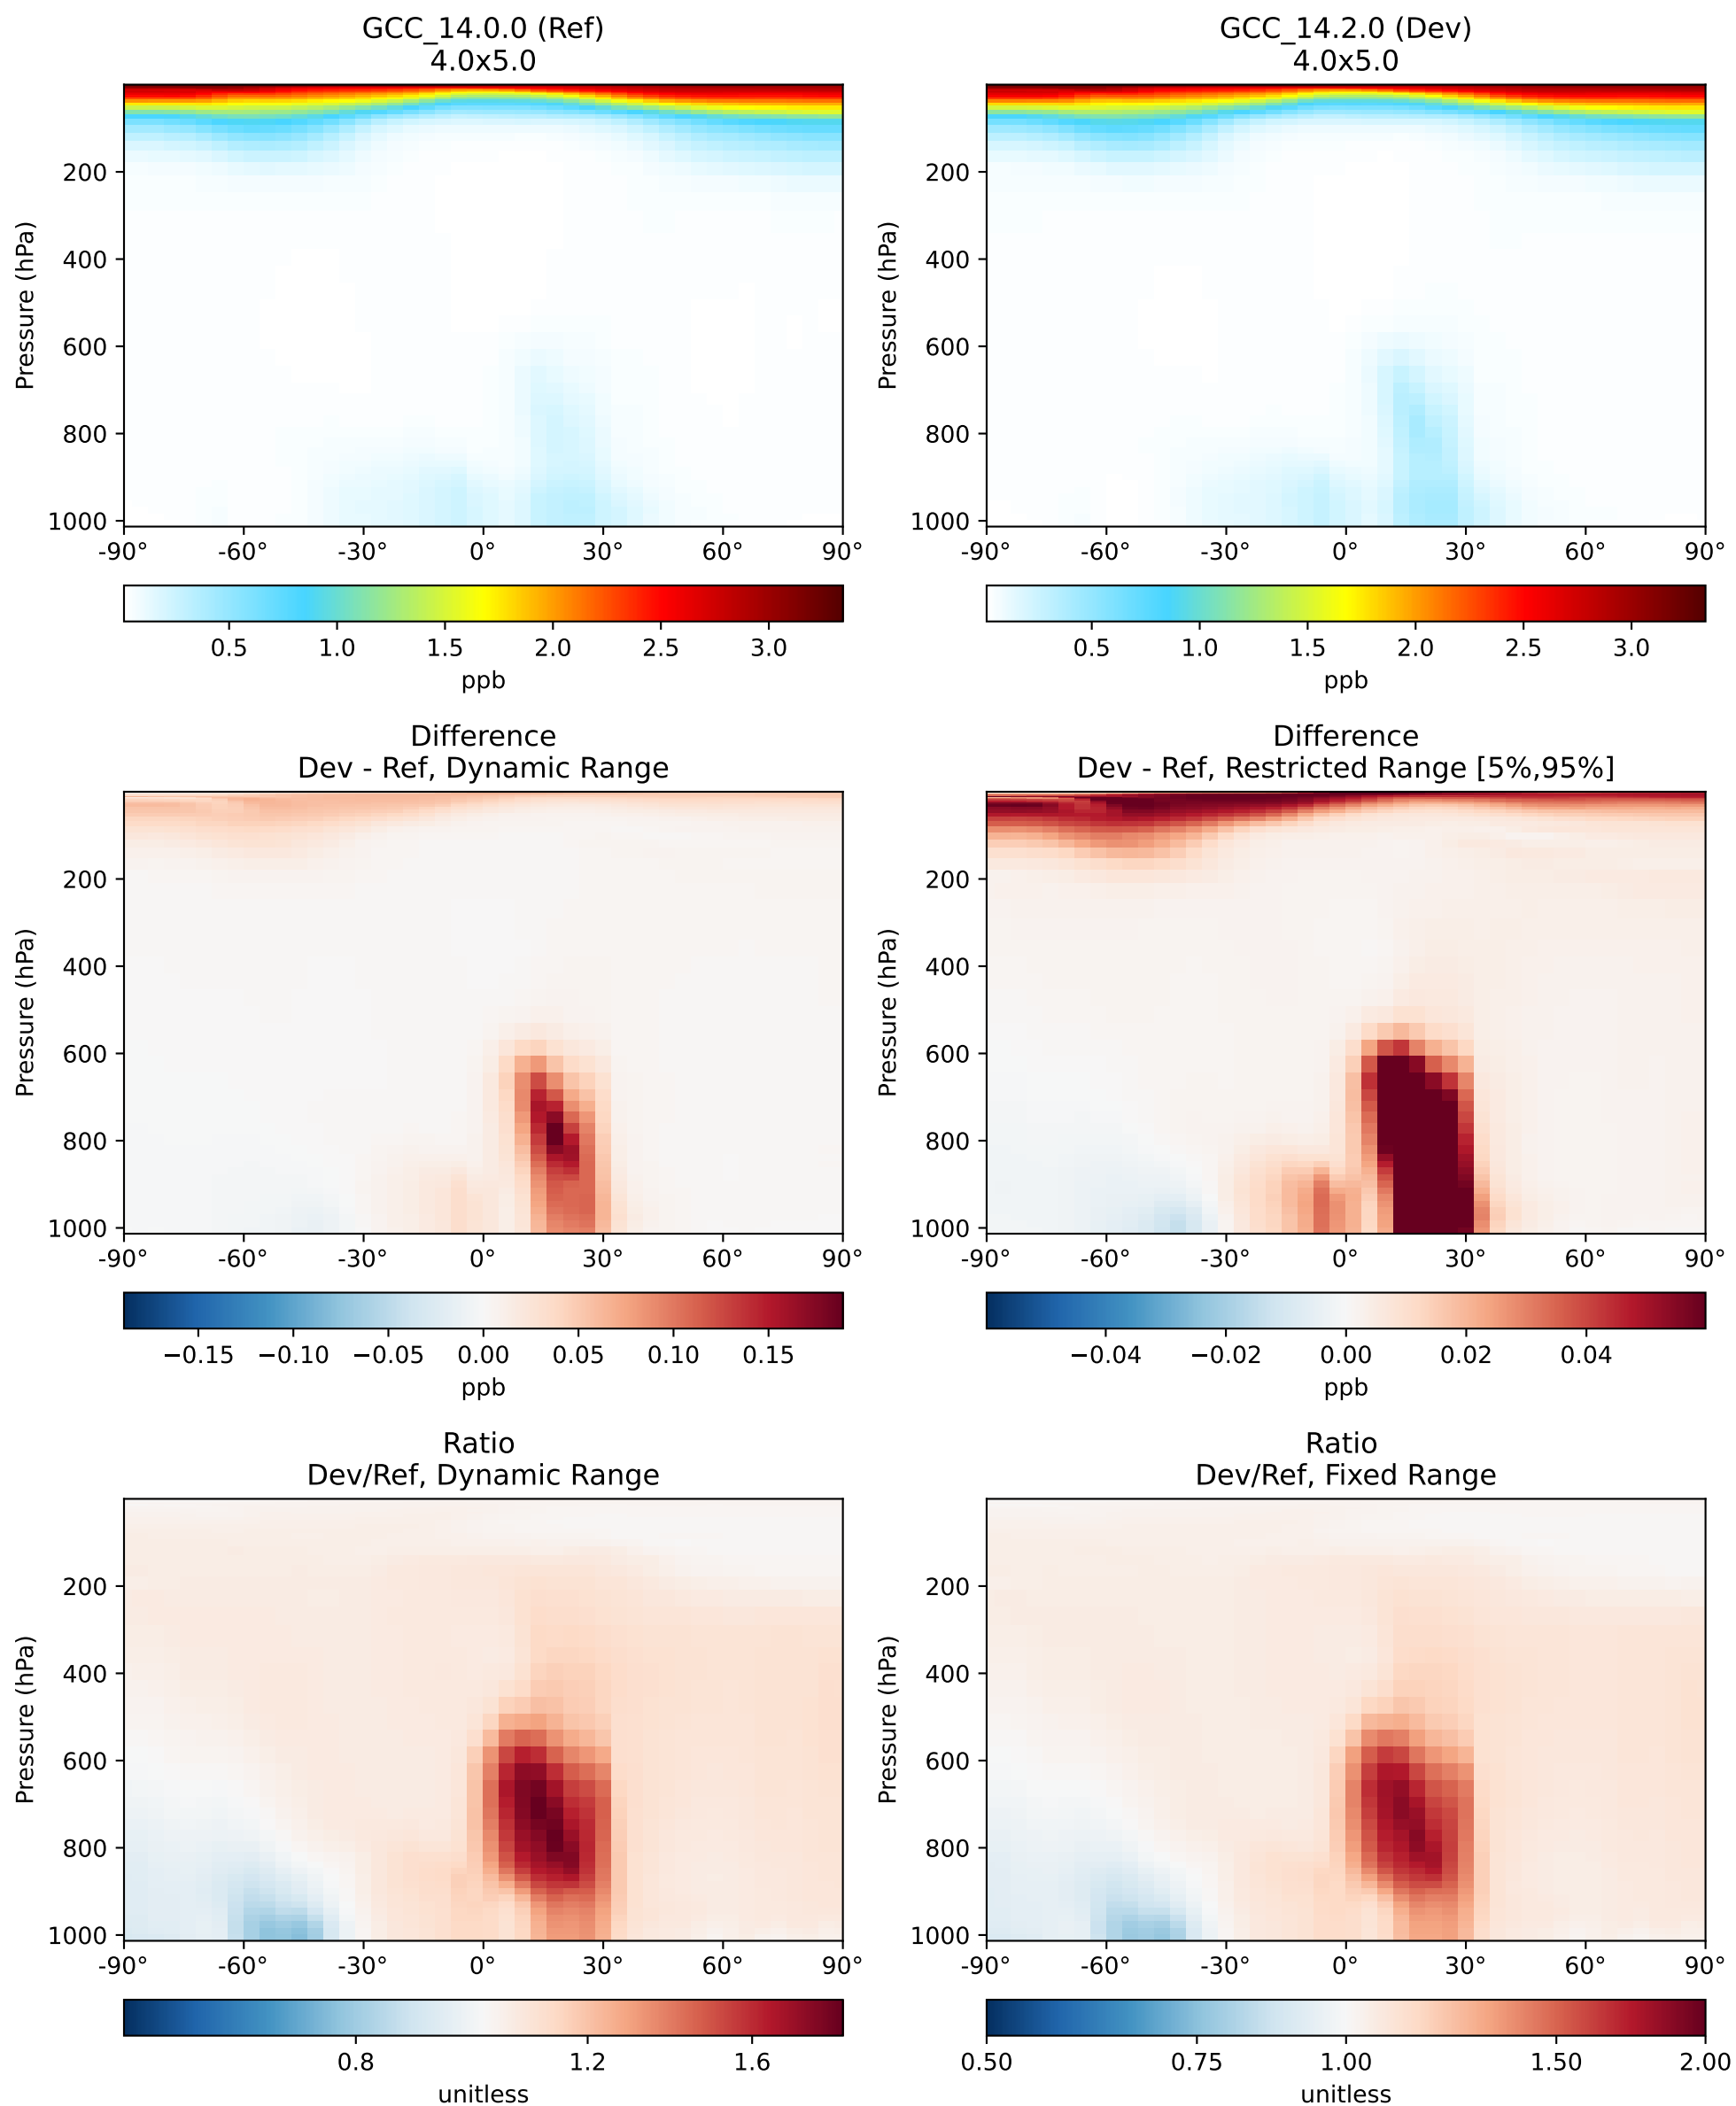 GCC_14.0.0 (Ref)
4.0x5.0
Pressure (hPa)
200
400
600
800
1000
-90° -60° -30° 0° 30° 60° 90°
0.5 1.0 1.5 2.0 2.5 3.0
ppb
GCC_14.2.0 (Dev)
4.0x5.0
Pressure (hPa)
200
400
600
800
1000
-90° -60° -30° 0° 30° 60° 90°
0.5 1.0 1.5 2.0 2.5 3.0
ppb
Difference
Dev - Ref, Dynamic Range
Pressure (hPa)
200
400
600
800
1000
-90° -60° -30° 0° 30° 60° 90°
−0.15 −0.10 −0.05 0.00 0.05 0.10 0.15
ppb
Difference
Dev - Ref, Restricted Range [5%,95%]
Pressure (hPa)
200
400
600
800
1000
-90° -60° -30° 0° 30° 60° 90°
−0.04 −0.02 0.00 0.02 0.04
ppb
Ratio
Dev/Ref, Dynamic Range
Pressure (hPa)
200
400
600
800
1000
-90° -60° -30° 0° 30° 60° 90°
0.8 1.2 1.6
unitless
Ratio
Dev/Ref, Fixed Range
Pressure (hPa)
200
400
600
800
1000
-90° -60° -30° 0° 30° 60° 90°
0.50 0.75 1.00 1.50 2.00
unitless